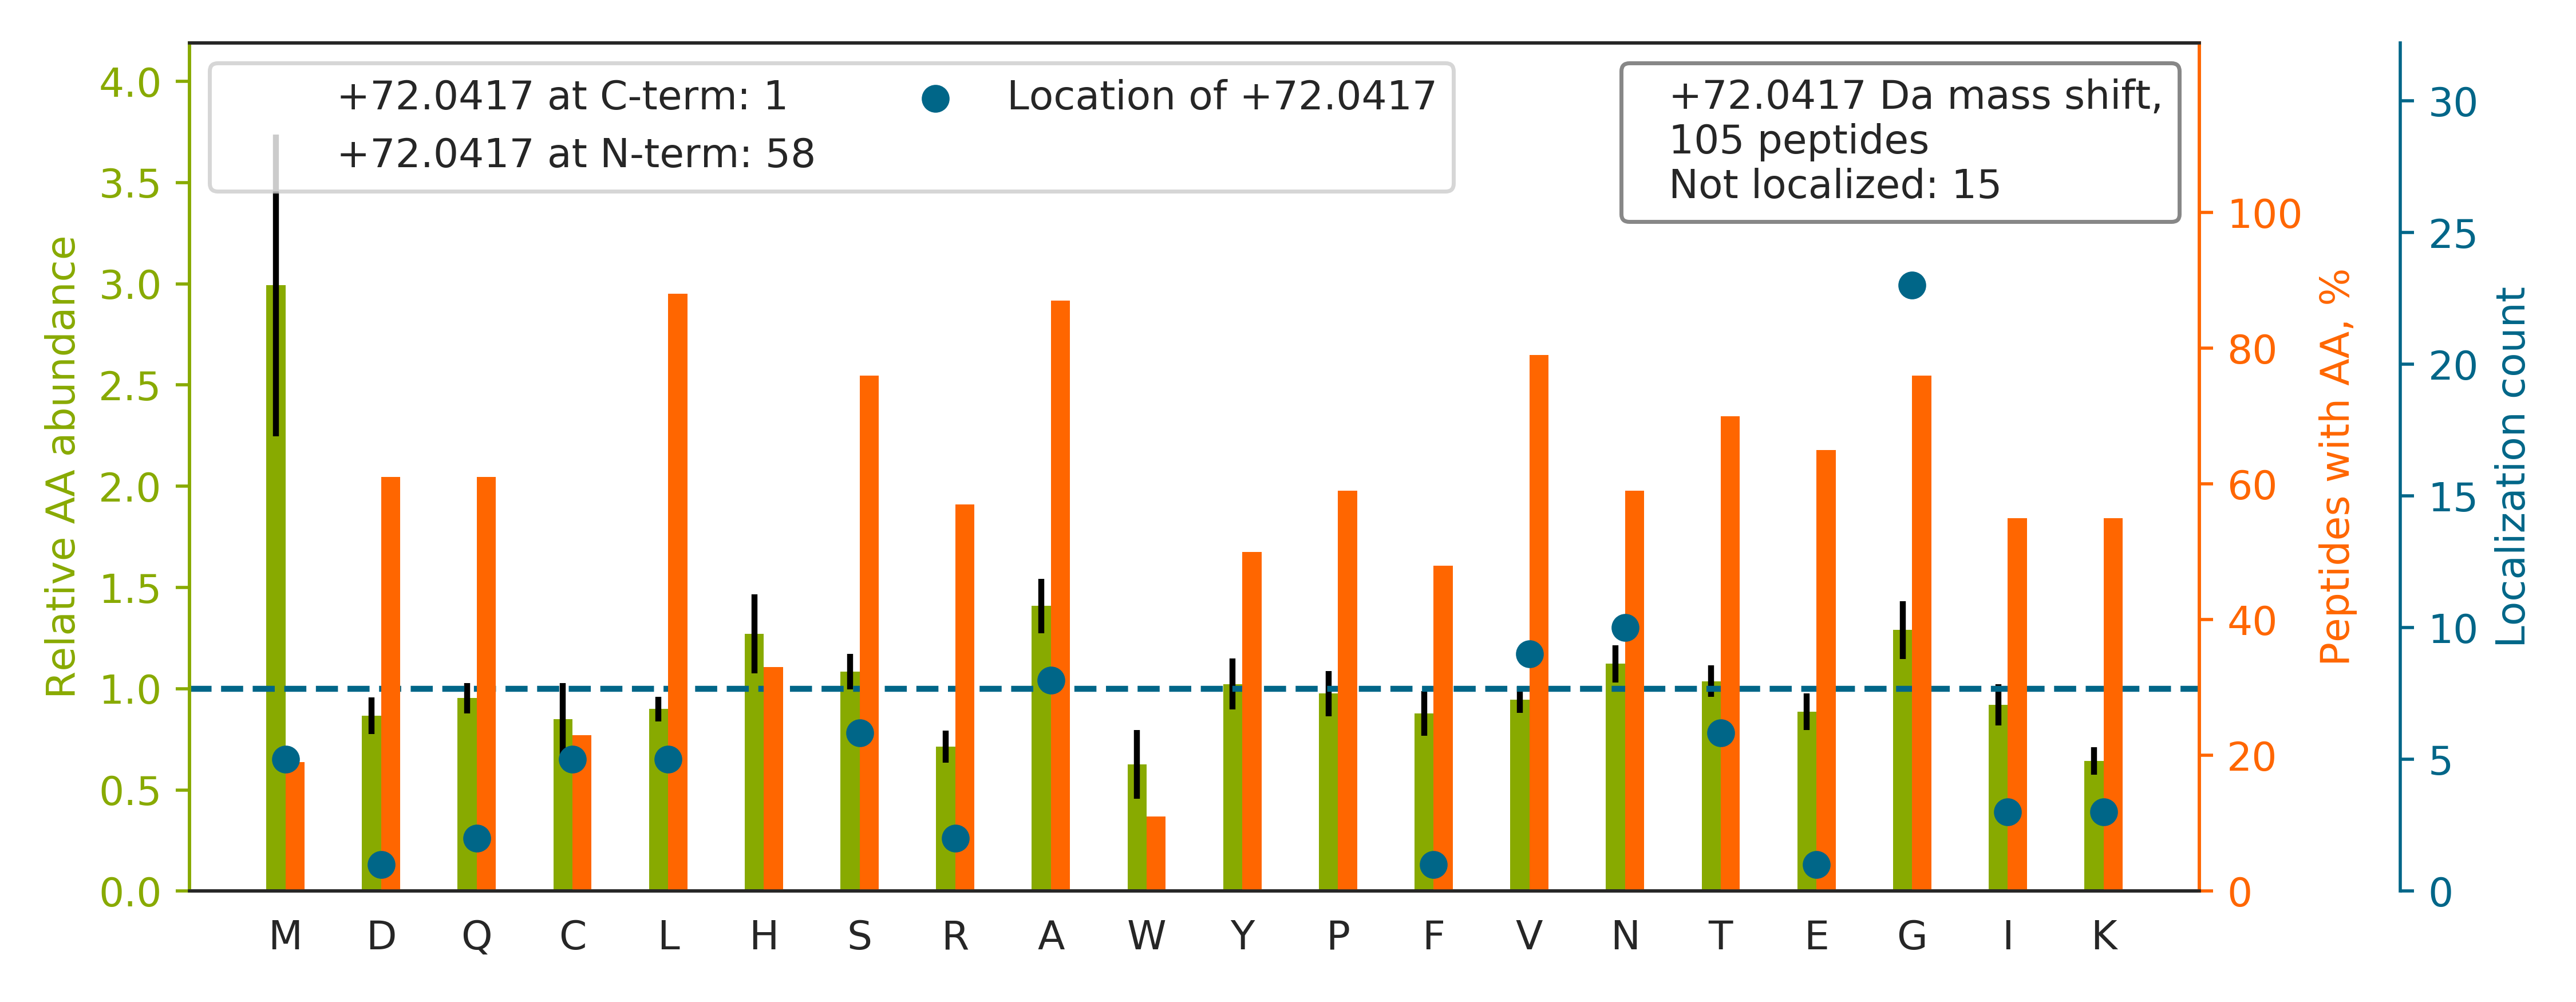 +72.0417 at C-term: 1
+72.0417 at N-term: 58
Location of +72.0417
+72.0417 Da mass shift,
105 peptides
Not localized: 15
Relative AA abundance
4.0
3.5
3.0
2.5
2.0
1.5
1.0
0.5
0.0
M D Q C L H S R A W Y P F V N T E G I K
100
80
60
40
20
0
Peptides with AA, %
30
25
20
15
10
5
0
Localization count